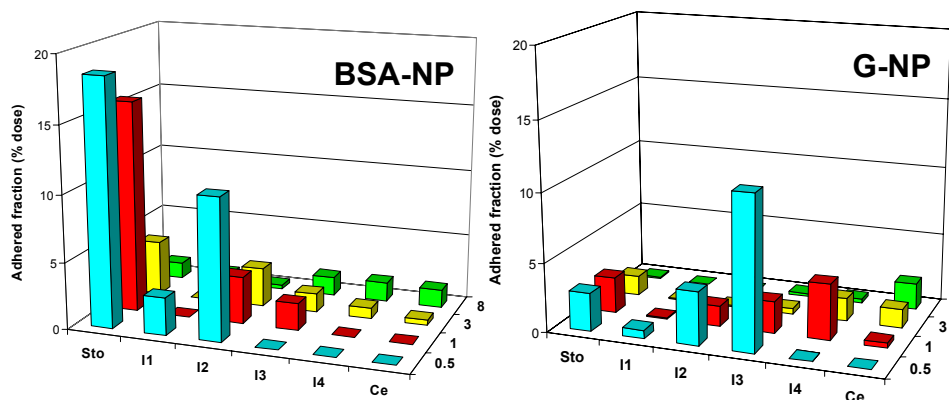 BSA-NP
Adhered fraction (% dose)
20
15
10
5
0
Sto
I1
I2
I3
I4
Ce
0.5
1
3
8
G-NP
Adhered fraction (% dose)
20
15
10
5
0
Sto
I1
I2
I3
I4
Ce
0.5
1
3